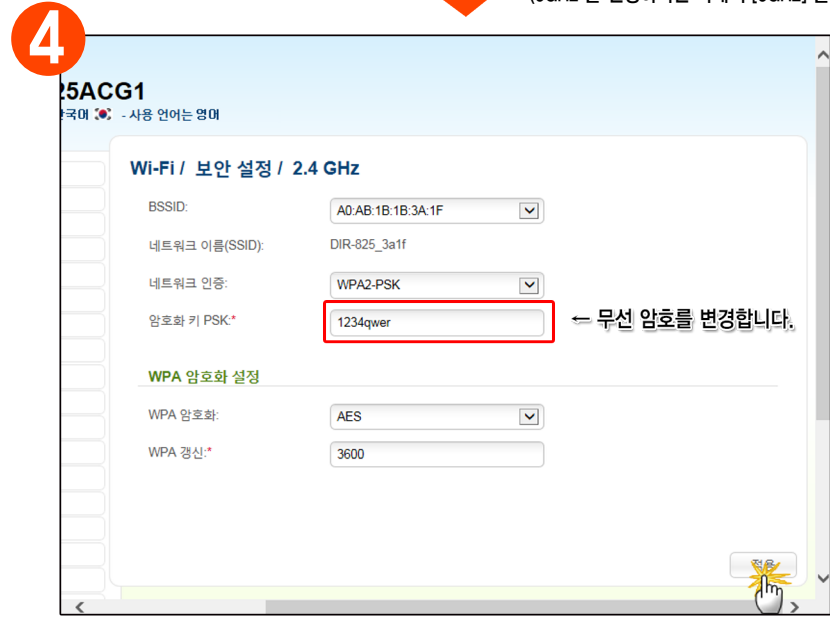 4
25ACG1
한국어 - 사용 언어는 영어
Wi-Fi / 보안 설정 / 2.4 GHz
BSSID: A0:AB:1B:1B:3A:1F
네트워크 이름(SSID): DIR-825_3a1f
네트워크 인증: WPA2-PSK
암호화 키 PSK:* 1234qwer ← 무선 암호를 변경합니다.
WPA 암호화 설정
WPA 암호화: AES
WPA 갱신:* 3600